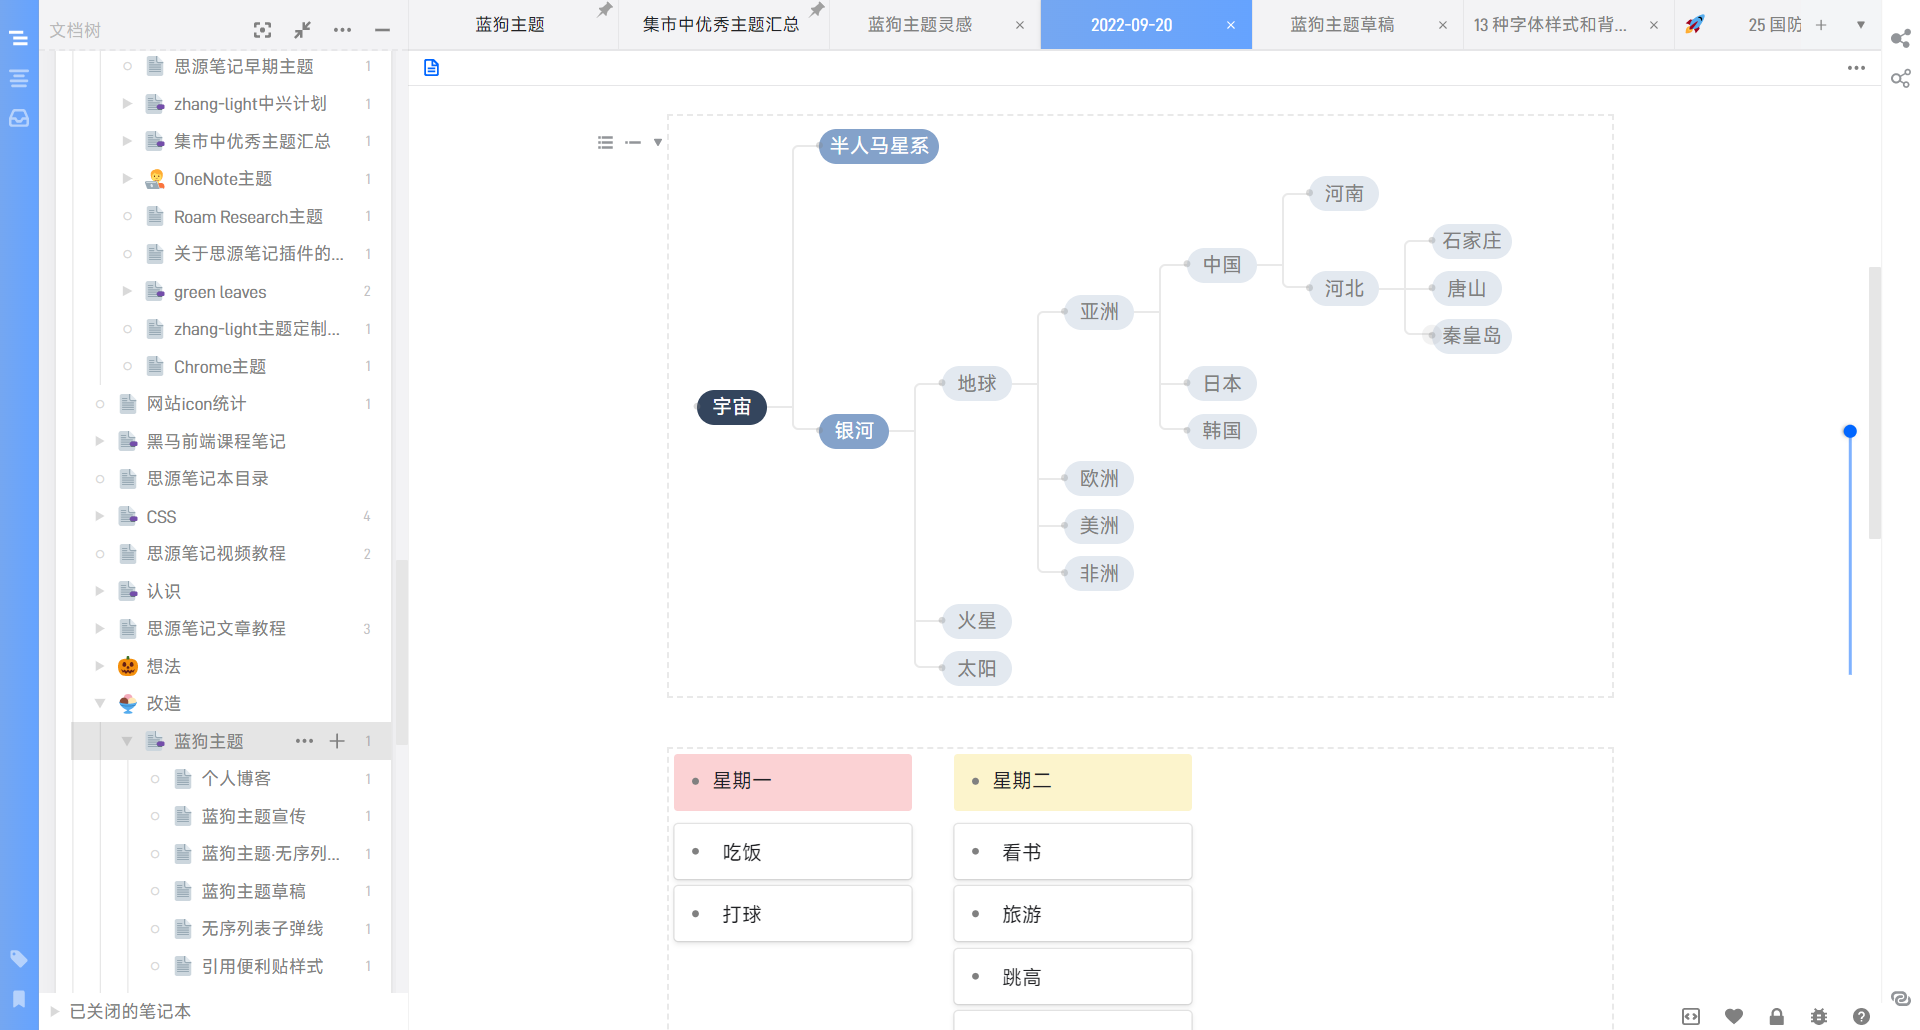 文档树
蓝狗主题
集市中优秀主题汇总
蓝狗主题灵感
2022-09-20
蓝狗主题草稿
13 种字体样式和背...
25 国防
思源笔记早期主题 1
zhang-light中兴计划 1
集市中优秀主题汇总 1
OneNote主题 1
Roam Research主题 1
关于思源笔记插件的... 1
green leaves 2
zhang-light主题定制... 1
Chrome主题 1
网站icon统计 1
黑马前端课程笔记
思源笔记本目录
CSS 4
思源笔记视频教程 2
认识
思源笔记文章教程 3
想法
改造
蓝狗主题 1
个人博客 1
蓝狗主题宣传 1
蓝狗主题·无序列... 1
蓝狗主题草稿 1
无序列表子弹线 1
引用便利贴样式 1
已关闭的笔记本
半人马星系
河南
石家庄
中国
河北
唐山
亚洲
秦皇岛
地球
日本
宇宙
银河
韩国
欧洲
美洲
非洲
火星
太阳
星期一
吃饭
打球
星期二
看书
旅游
跳高